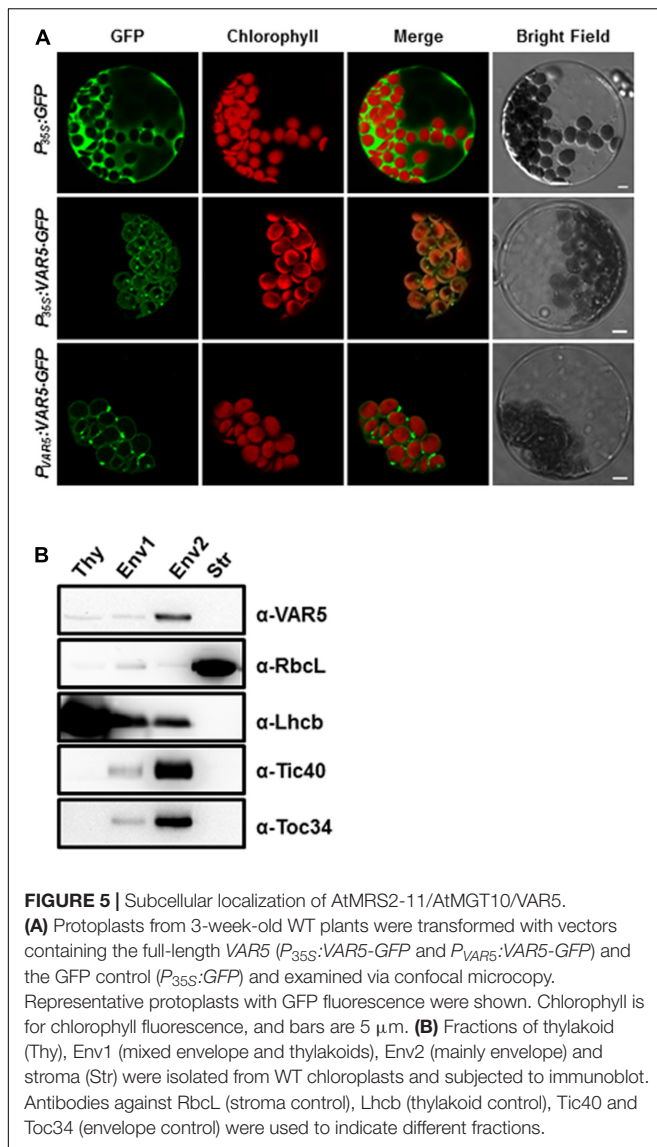 A
GFP Chlorophyll Merge Bright Field
P35S:GFP
P35S:VAR5-GFP
PVAR5:VAR5-GFP
B
Thy Env1 Env2 Str
α-VAR5
α-RbcL
α-Lhcb
α-Tic40
α-Toc34
FIGURE 5 | Subcellular localization of AtMRS2-11/AtMGT10/VAR5.
(A) Protoplasts from 3-week-old WT plants were transformed with vectors
containing the full-length VAR5 (P35S:VAR5-GFP and PVAR5:VAR5-GFP) and
the GFP control (P35S:GFP) and examined via confocal microcopy.
Representative protoplasts with GFP fluorescence were shown. Chlorophyll is
for chlorophyll fluorescence, and bars are 5 μm. (B) Fractions of thylakoid
(Thy), Env1 (mixed envelope and thylakoids), Env2 (mainly envelope) and
stroma (Str) were isolated from WT chloroplasts and subjected to immunoblot.
Antibodies against RbcL (stroma control), Lhcb (thylakoid control), Tic40 and
Toc34 (envelope control) were used to indicate different fractions.